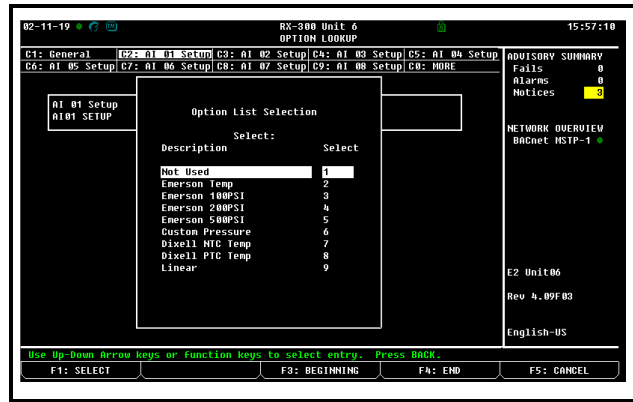 02-11-19 RX-300 Unit 6 15:57:10
OPTION LOOKUP
C1: General C2: AI 01 Setup C3: AI 02 Setup C4: AI 03 Setup C5: AI 04 Setup
C6: AI 05 Setup C7: AI 06 Setup C8: AI 07 Setup C9: AI 08 Setup C0: MORE
ADVISORY SUMMARY
Fails 0
Alarms 0
Notices 3
NETWORK OVERVIEW
BACnet MSTP-1
AI 01 Setup
AI01 SETUP
Option List Selection
Select:
Description Select
Not Used 1
Emerson Temp 2
Emerson 100PSI 3
Emerson 200PSI 4
Emerson 500PSI 5
Custom Pressure 6
Dixell NTC Temp 7
Dixell PTC Temp 8
Linear 9
E2 Unit06
Rev 4.09F03
English-US
Use Up-Down Arrow keys or function keys to select entry. Press BACK.
F1: SELECT F3: BEGINNING F4: END F5: CANCEL